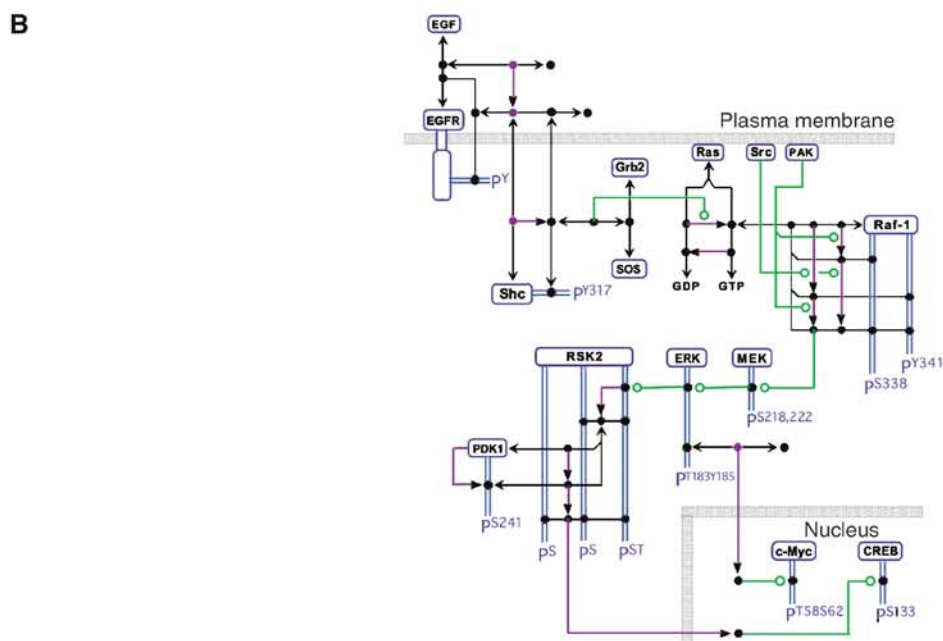 B
EGF
EGFR
Plasma membrane
Grb2
Ras
Src
PAK
pY
Raf-1
SOS
GDP
GTP
Shc
pY317
RSK2
ERK
MEK
pY341
pS338
pS218,222
PDK1
pT183Y185
pS241
Nucleus
pS
pS
pST
c-Myc
CREB
pT58S62
pS133